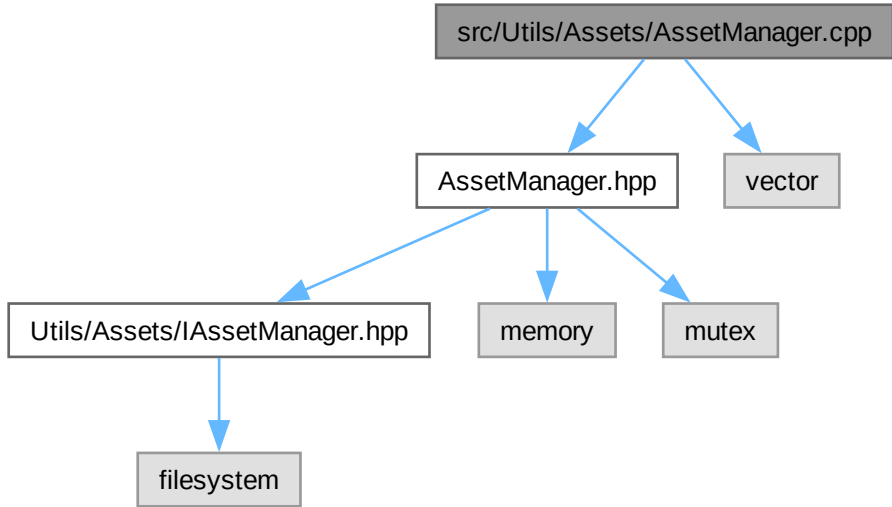 src/Utils/Assets/AssetManager.cpp
AssetManager.hpp
vector
Utils/Assets/IAssetManager.hpp
memory
mutex
filesystem